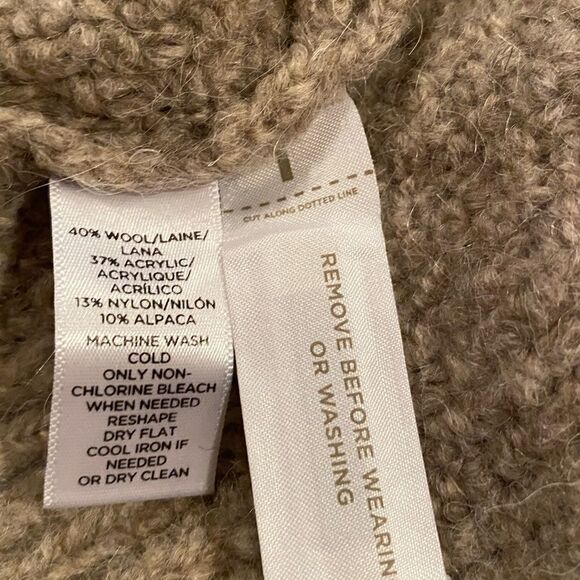 40% WOOL/LAINE/
LANA
37% ACRYLIC/
ACRYLIQUE/
ACRÍLICO
13% NYLON/NILÓN
10% ALPACA
MACHINE WASH
COLD
ONLY NON-
CHLORINE BLEACH
WHEN NEEDED
RESHAPE
DRY FLAT
COOL IRON IF
NEEDED
OR DRY CLEAN
CUT ALONG DOTTED LINE
REMOVE BEFORE WEARIN
OR WASHING